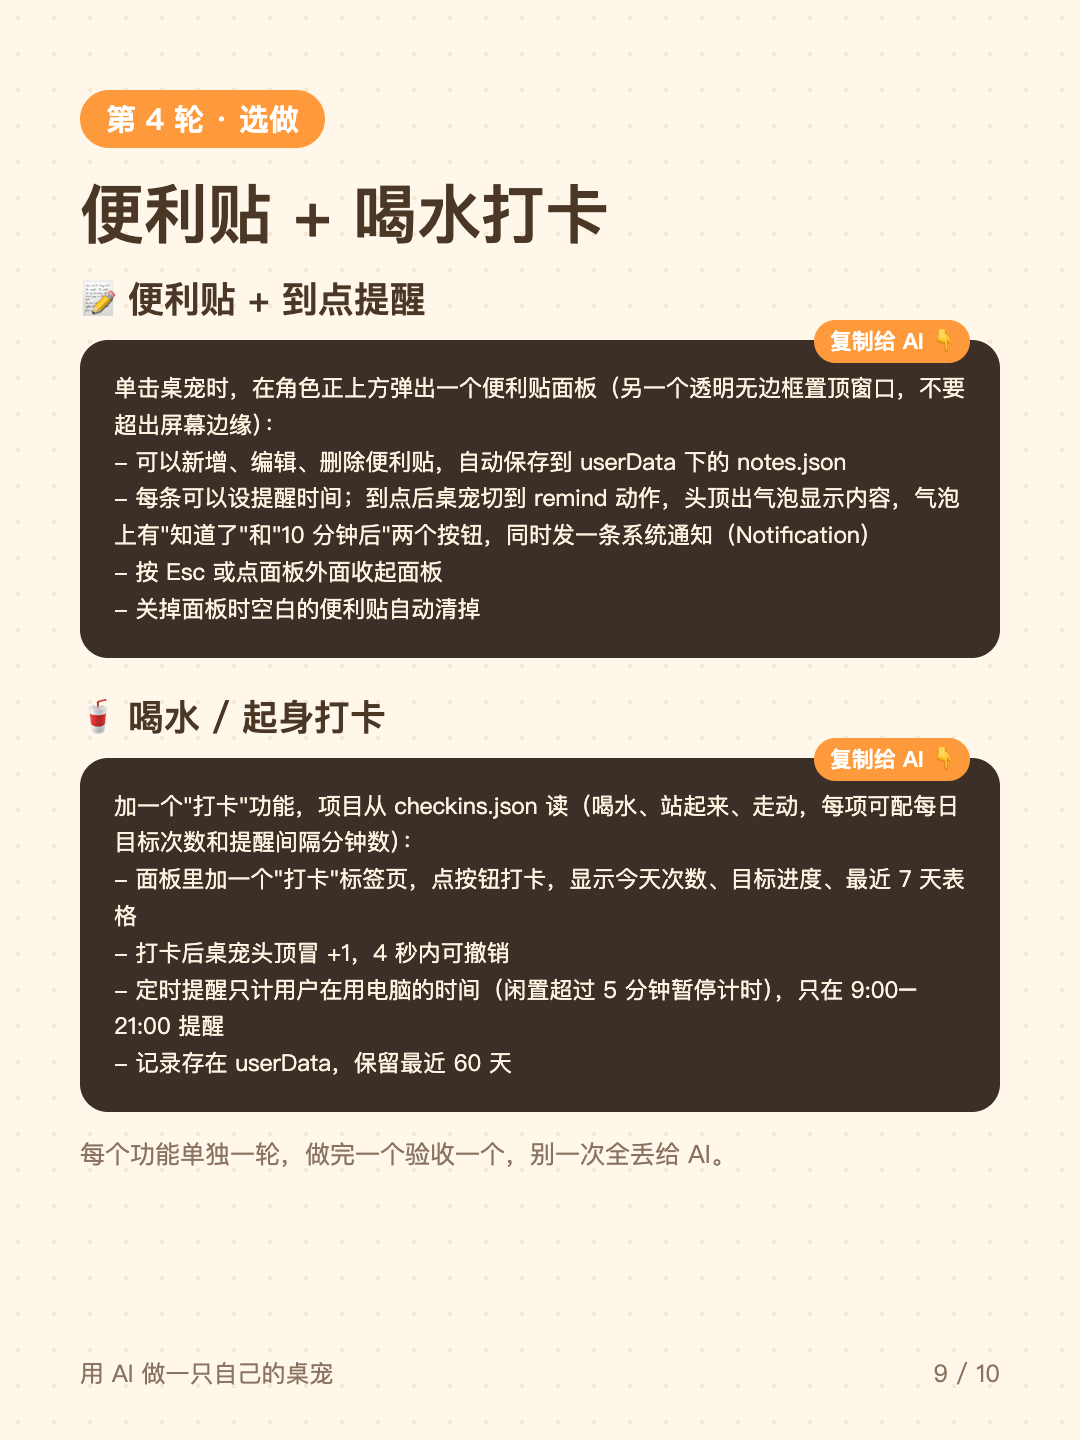 第 4 轮 · 选做
便利贴 + 喝水打卡
📝 便利贴 + 到点提醒
复制给 AI 👇
单击桌宠时，在角色正上方弹出一个便利贴面板（另一个透明无边框置顶窗口，不要
超出屏幕边缘）：
– 可以新增、编辑、删除便利贴，自动保存到 userData 下的 notes.json
– 每条可以设提醒时间；到点后桌宠切到 remind 动作，头顶出气泡显示内容，气泡
上有"知道了"和"10 分钟后"两个按钮，同时发一条系统通知（Notification）
– 按 Esc 或点面板外面收起面板
– 关掉面板时空白的便利贴自动清掉
🥤 喝水 / 起身打卡
复制给 AI 👇
加一个"打卡"功能，项目从 checkins.json 读（喝水、站起来、走动，每项可配每日
目标次数和提醒间隔分钟数）：
– 面板里加一个"打卡"标签页，点按钮打卡，显示今天次数、目标进度、最近 7 天表
格
– 打卡后桌宠头顶冒 +1，4 秒内可撤销
– 定时提醒只计用户在用电脑的时间（闲置超过 5 分钟暂停计时），只在 9:00–
21:00 提醒
– 记录存在 userData，保留最近 60 天
每个功能单独一轮，做完一个验收一个，别一次全丢给 AI。
用 AI 做一只自己的桌宠
9 / 10